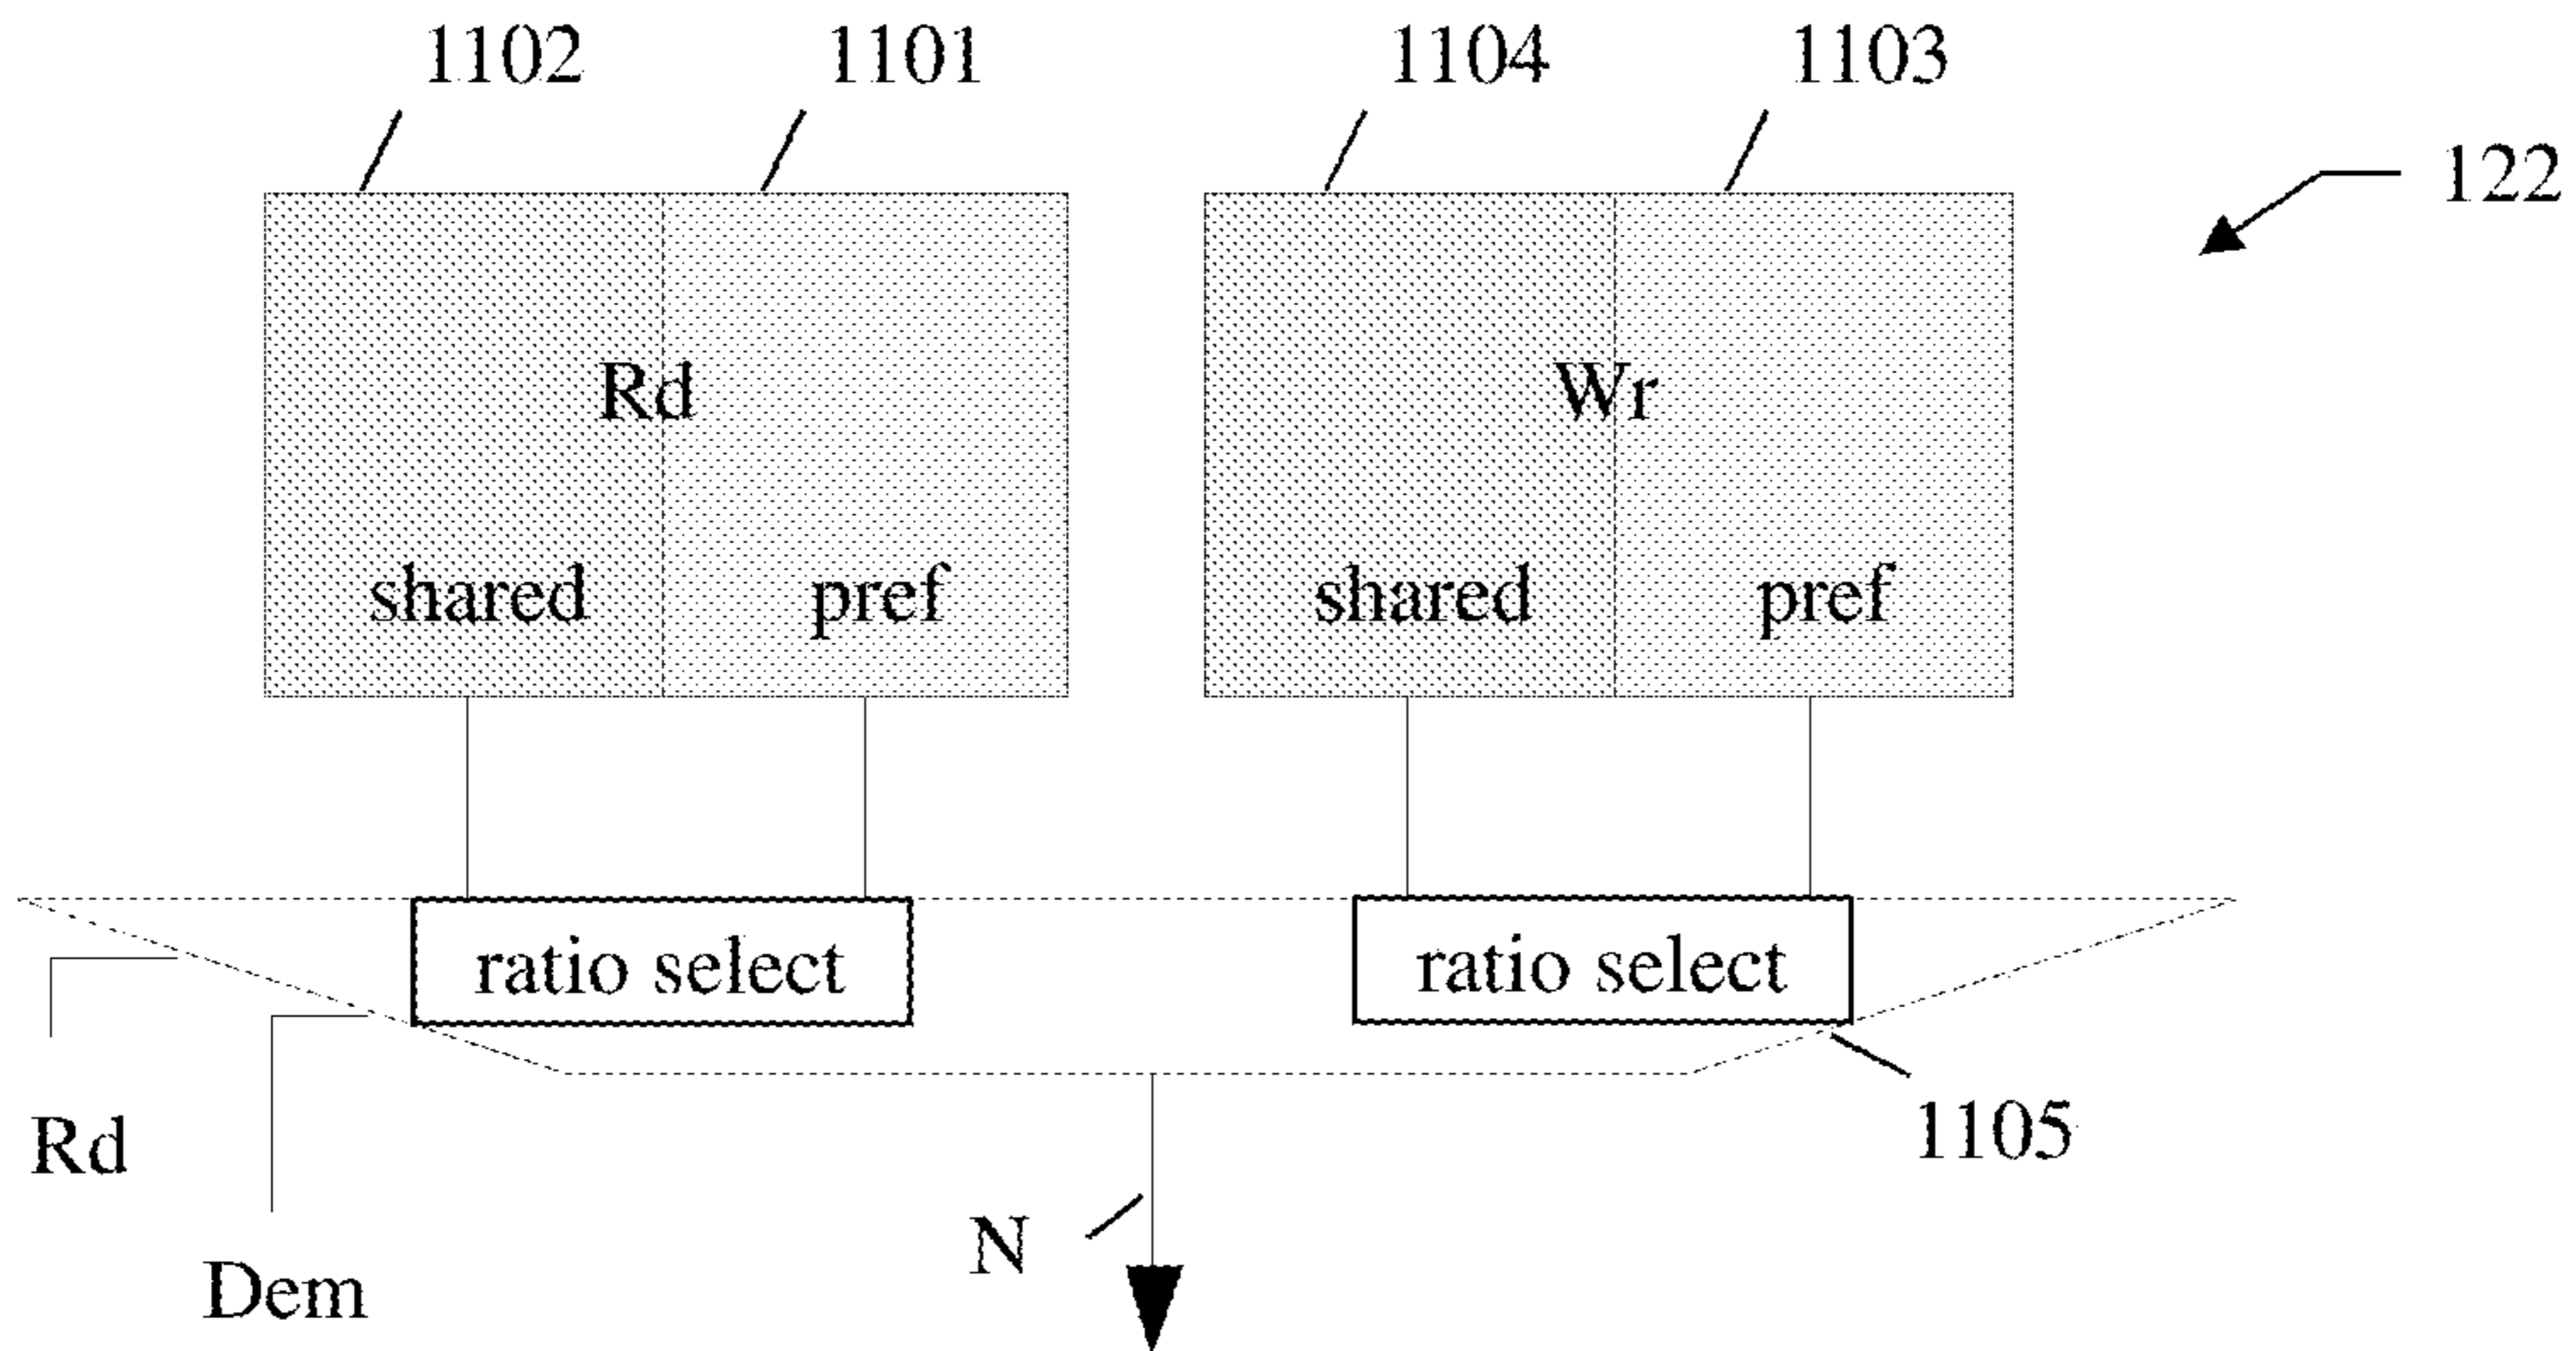 1102 1101 1104 1103
122
Rd Wr
shared pref shared pref
ratio select ratio select
Rd
1105
N
Dem